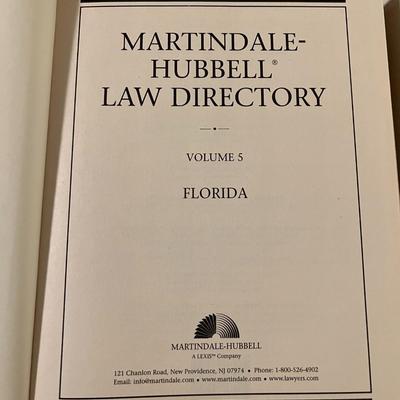 MARTINDALE-
HUBBELL®
LAW DIRECTORY
VOLUME 5
FLORIDA
MARTINDALE-HUBBELL
A LEXIS™ Company
121 Chanlon Road, New Providence, NJ 07974 • Phone: 1-800-526-4902
Email: info@martindale.com • www.martindale.com • www.lawyers.com